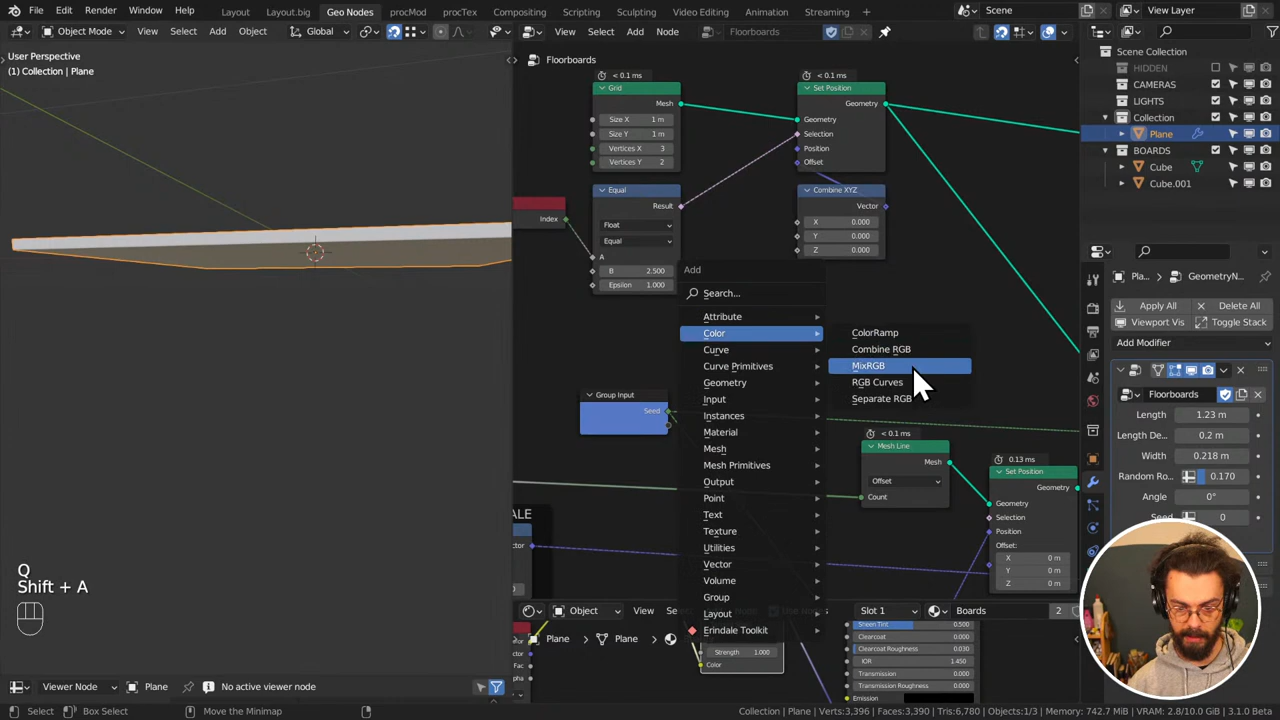 File Edit Render Window Help Layout Layout.big Geo Nodes procMod procTex Compositing Scripting Sculpting Video Editing Animation Streaming Scene View Layer
Object Mode View Select Add Object Global View Select Add Node Floorboards
User Perspective
(1) Collection | Plane
Floorboards
< 0.1 ms
Grid
Mesh
Size X 1 m
Size Y 1 m
Vertices X 3
Vertices Y 2
< 0.1 ms
Set Position
Geometry
Geometry
Selection
Position
Offset
Index
Equal
Result
Float
Equal
A
B 2.500
Epsilon 1.000
Combine XYZ
Vector
X 0.000
Y 0.000
Z 0.000
Add
Search...
Attribute
Color
Curve
Curve Primitives
Geometry
Input
Instances
Material
Mesh
Mesh Primitives
Output
Point
Text
Texture
Utilities
Vector
Volume
Group
Layout
Erindale Toolkit
ColorRamp
Combine RGB
MixRGB
RGB Curves
Separate RGB
Group Input
Seed
< 0.1 ms
Mesh Line
Mesh
Offset
Count
0.13 ms
Set Position
Geometry
Geometry
Selection
Position
Offset:
X 0 m
Y 0 m
Z 0 m
Scene Collection
HIDDEN
CAMERAS
LIGHTS
Collection
Plane
BOARDS
Cube
Cube.001
Pla...
GeometryN...
Apply All Delete All
Viewport Vis Toggle Stack
Add Modifier
Floorboards
Length 1.23 m
Length De... 0.2 m
Width 0.218 m
Random Ro... 0.170
Angle 0°
Seed 0
Q
Shift + A
Object View Select Slot 1 Boards 2
Plane Plane
Strength 1.000
Color
Fac
Sheen Tint 0.500
Clearcoat 0.000
Clearcoat Roughness 0.030
IOR 1.450
Transmission 0.000
Transmission Roughness 0.000
Emission
Viewer Node Plane No active viewer node
Select Box Select Move the Minimap Collection | Plane | Verts:3,396 | Faces:3,390 | Tris:6,780 | Objects:1/3 | Memory: 742.7 MiB | VRAM: 2.8/10.0 GiB | 3.1.0 Beta